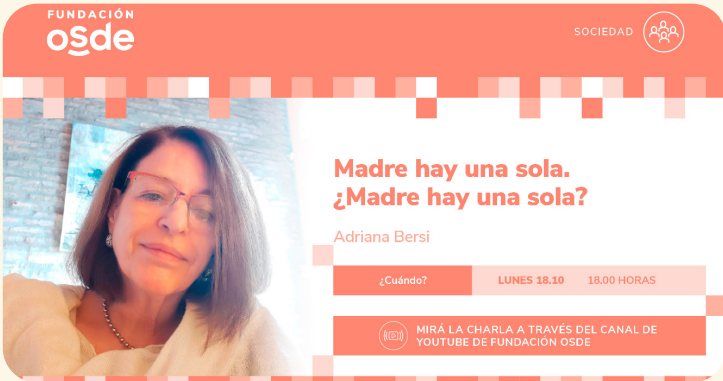 FUNDACIÓN
osde
SOCIEDAD
Madre hay una sola.
¿Madre hay una sola?
Adriana Bersi
¿Cuándo? LUNES 18.10 18.00 HORAS
MIRÁ LA CHARLA A TRAVÉS DEL CANAL DE
YOUTUBE DE FUNDACIÓN OSDE